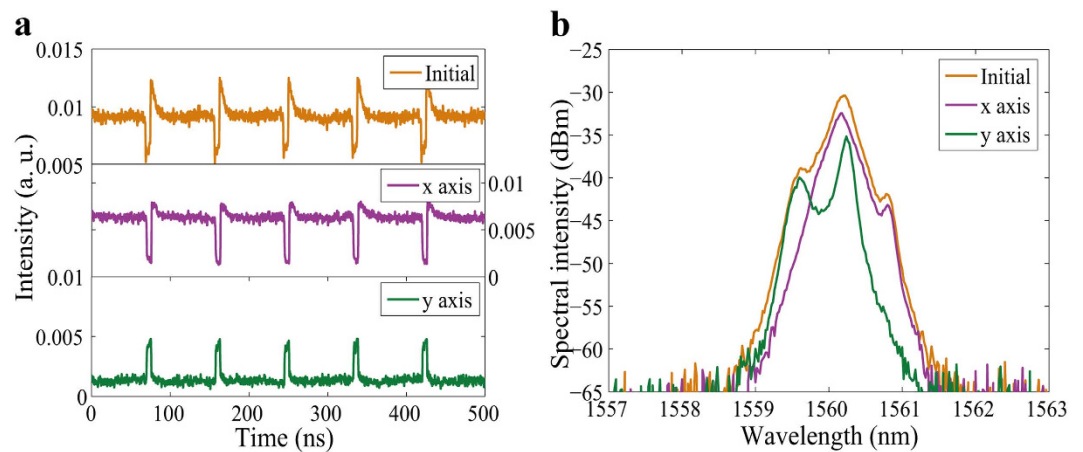 a
0.015
0.01
0.005
0.01
0.005
0
Intensity (a. u.)
Initial
x axis
0.01
0.005
0
y axis
0
100
200
300
400
500
Time (ns)
b
−25
−30
−35
−40
−45
−50
−55
−60
−65
Spectral intensity (dBm)
Initial
x axis
y axis
1557
1558
1559
1560
1561
1562
1563
Wavelength (nm)